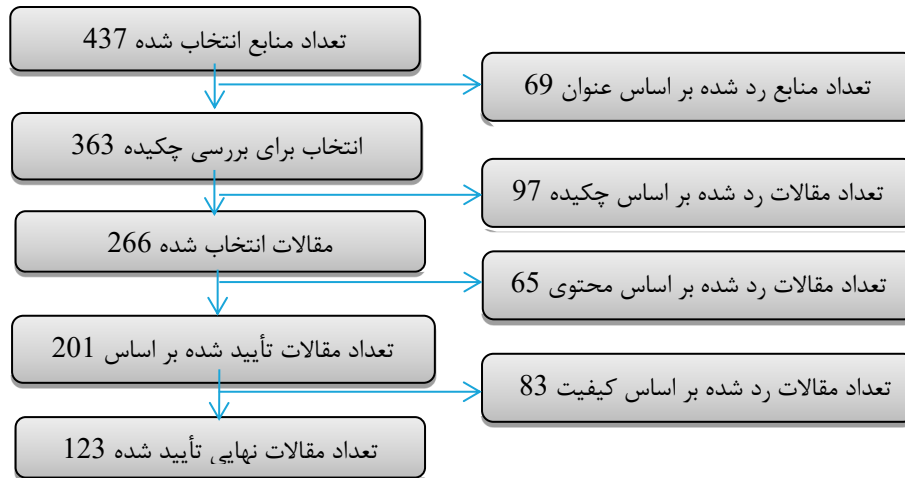 تعداد منابع انتخاب شده 437
تعداد منابع رد شده بر اساس عنوان 69
انتخاب برای بررسی چکیده 363
تعداد مقالات رد شده بر اساس چکیده 97
مقالات انتخاب شده 266
تعداد مقالات رد شده بر اساس محتوی 65
تعداد مقالات تأیید شده بر اساس 201
تعداد مقالات رد شده بر اساس کیفیت 83
تعداد مقالات نهایی تأیید شده 123